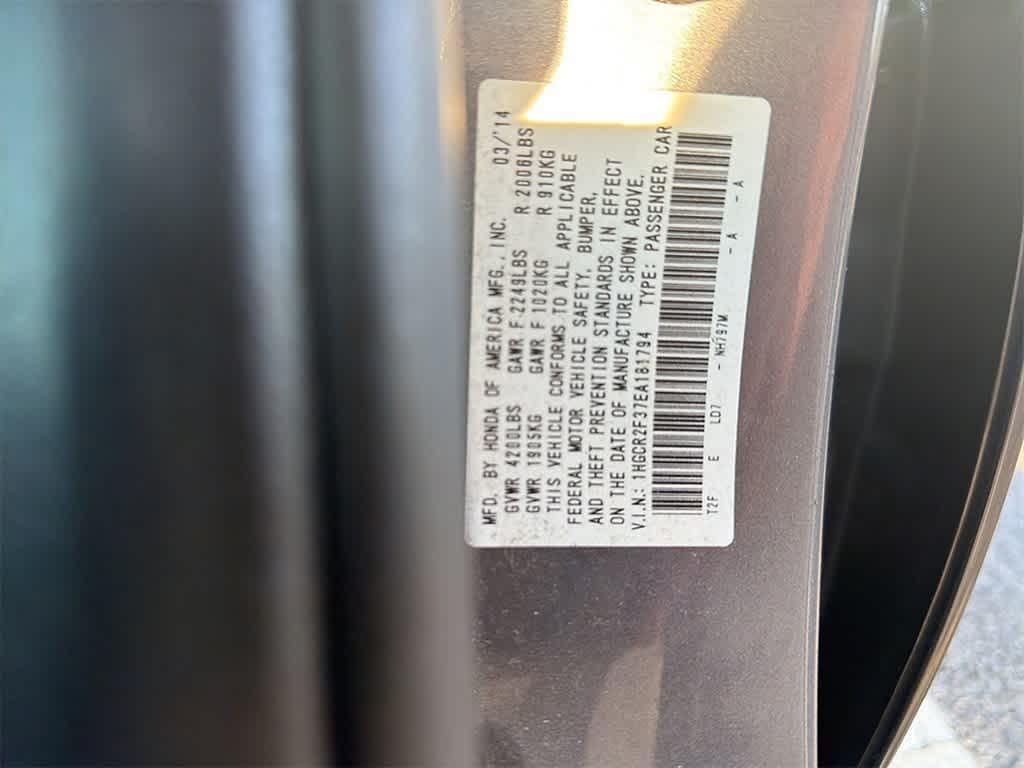 MFD. BY HONDA OF AMERICA MFG., INC. 03/'14
GVWR 4200LBS GAWR F 2249LBS R 2006LBS
GVWR 1905KG GAWR F 1020KG R 910KG
THIS VEHICLE CONFORMS TO ALL APPLICABLE
FEDERAL MOTOR VEHICLE SAFETY, BUMPER,
AND THEFT PREVENTION STANDARDS IN EFFECT
ON THE DATE OF MANUFACTURE SHOWN ABOVE.
V.I.N.: 1HGCR2F37EA181794 TYPE: PASSENGER CAR
T2F E LD7 - NH797M - A - A